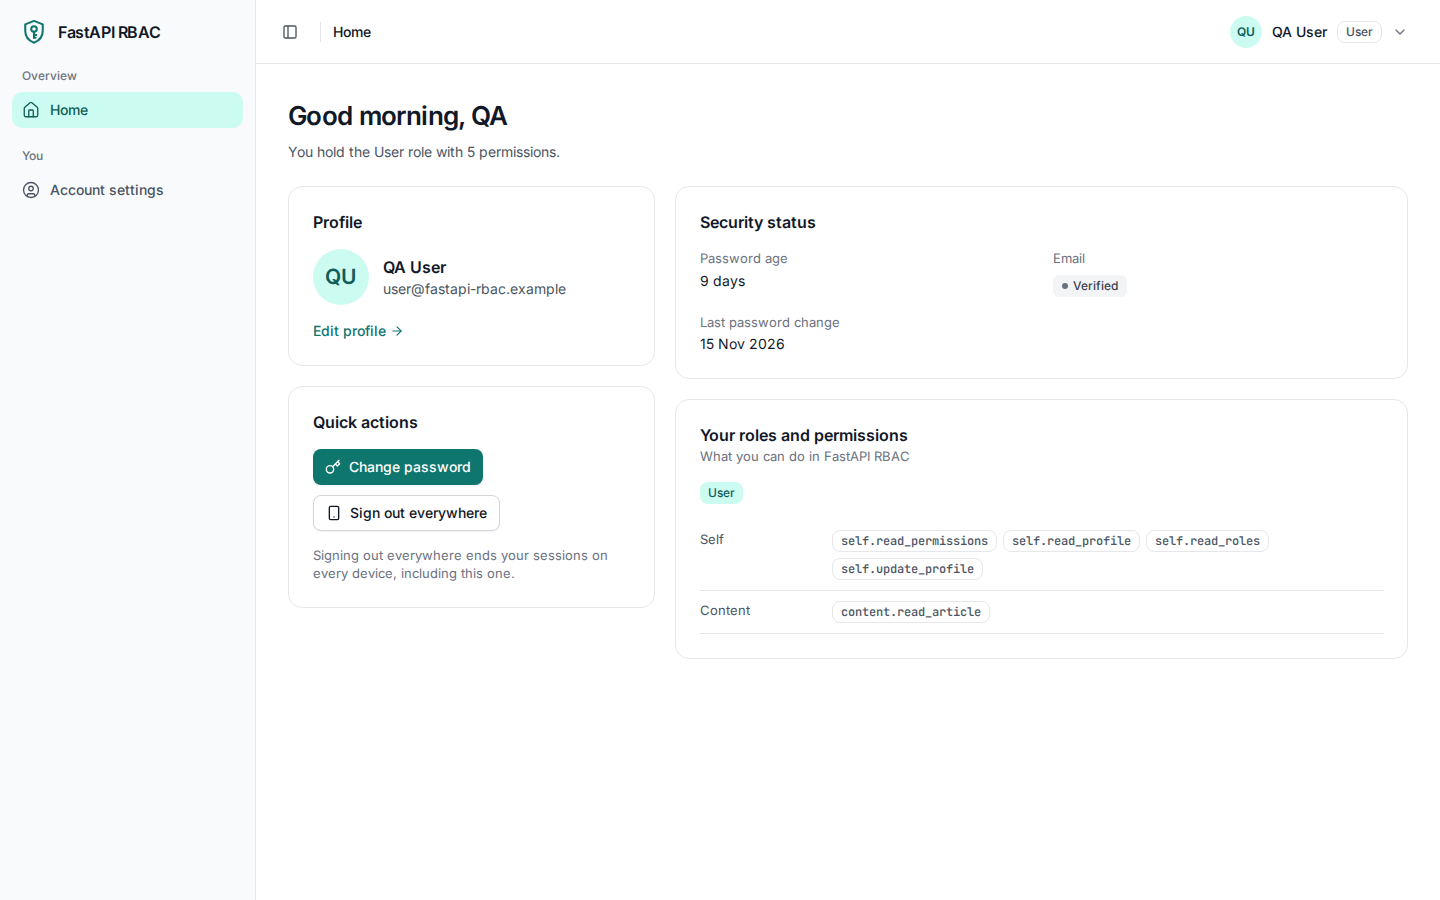 FastAPI RBAC
Overview
Home
You
Account settings
Home
QU
QA User
User
Good morning, QA
You hold the User role with 5 permissions.
Profile
QU
QA User
user@fastapi-rbac.example
Edit profile
Quick actions
Change password
Sign out everywhere
Signing out everywhere ends your sessions on
every device, including this one.
Security status
Password age
9 days
Email
Verified
Last password change
15 Nov 2026
Your roles and permissions
What you can do in FastAPI RBAC
User
Self
self.read_permissions self.read_profile self.read_roles
self.update_profile
Content
content.read_article